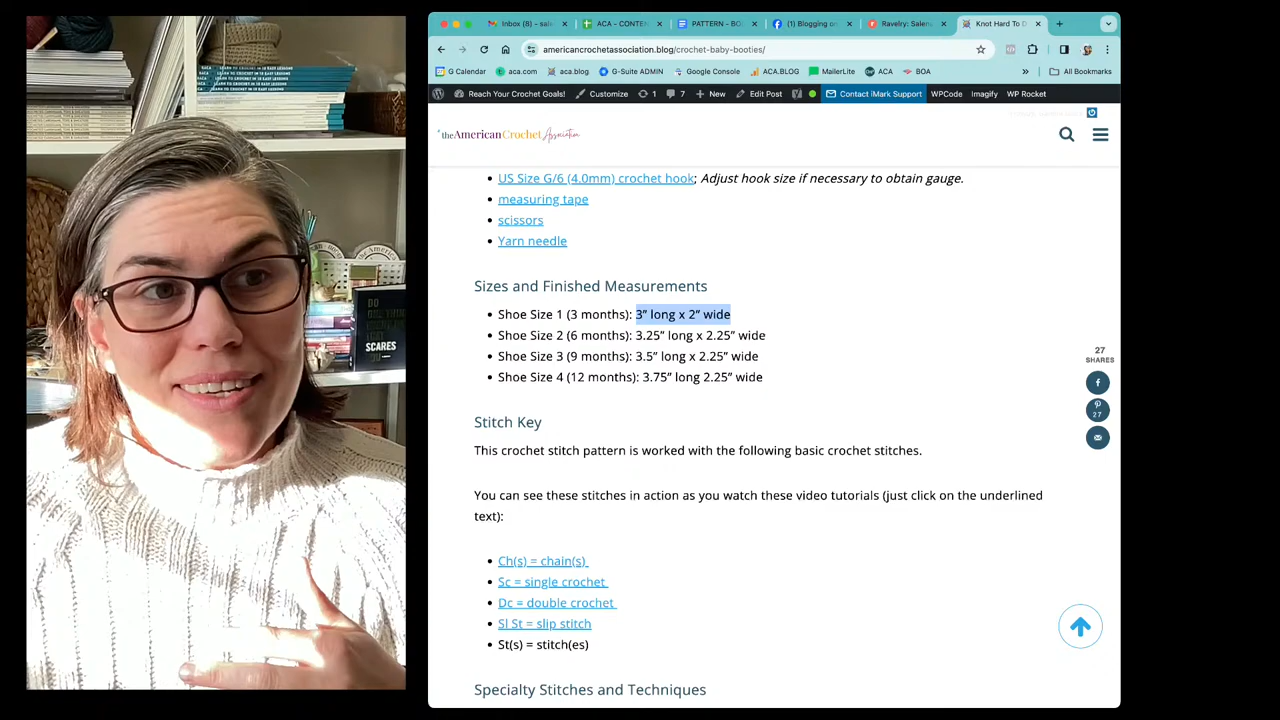 Inbox (8) - sale
ACA - CONTEN
PATTERN - BO
(1) Blogging on
Ravelry: Salena
Knot Hard To D
americancrochetassociation.blog/crochet-baby-booties/
G Calendar
aca.com
aca.blog
G-Suite ADMIN
Google Console
ACA.BLOG
MailerLite
ACA
GDC
»
All Bookmarks
Reach Your Crochet Goals!
Customize
1
7
New
Edit Post
Contact iMark Support
WPCode
Imagify
WP Rocket
theAmericanCrochetAssociation
US Size G/6 (4.0mm) crochet hook; Adjust hook size if necessary to obtain gauge.
measuring tape
scissors
Yarn needle
Sizes and Finished Measurements
Shoe Size 1 (3 months): 3” long x 2” wide
Shoe Size 2 (6 months): 3.25” long x 2.25” wide
Shoe Size 3 (9 months): 3.5” long x 2.25” wide
Shoe Size 4 (12 months): 3.75” long 2.25” wide
27
SHARES
27
Stitch Key
This crochet stitch pattern is worked with the following basic crochet stitches.
You can see these stitches in action as you watch these video tutorials (just click on the underlined
text):
Ch(s) = chain(s)
Sc = single crochet
Dc = double crochet
Sl St = slip stitch
St(s) = stitch(es)
Specialty Stitches and Techniques
DO
SCARES